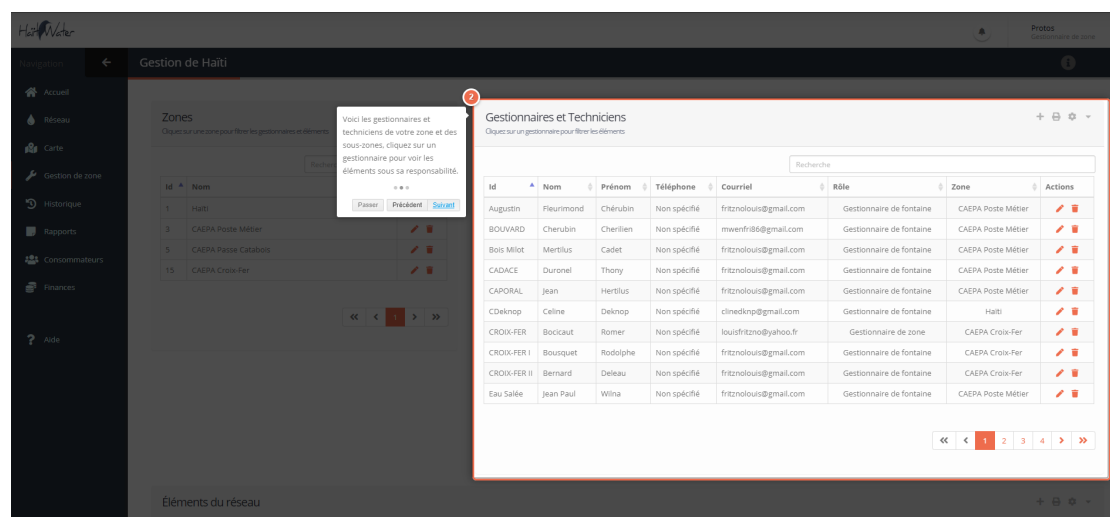 HaïtiWater
Protos
Gestionnaire de zone
Navigation
Gestion de Haïti
Accueil
Réseau
Carte
Gestion de zone
Historique
Rapports
Consommateurs
Finances
Aide
Zones
Cliquez sur une zone pour filtrer les gestionnaires et éléments
Id Nom
1 Haïti
3 CAEPA Poste Métier
5 CAEPA Passe Catabois
15 CAEPA Croix-Fer
1
2
Voici les gestionnaires et
techniciens de votre zone et des
sous-zones, cliquez sur un
gestionnaire pour voir les
éléments sous sa responsabilité.
Passer Précédent Suivant
Gestionnaires et Techniciens
Cliquez sur un gestionnaire pour filtrer les éléments
Recherche
Id Nom Prénom Téléphone Courriel Rôle Zone Actions
Augustin Fleurimond Chérubin Non spécifié fritznolouis@gmail.com Gestionnaire de fontaine CAEPA Poste Métier
BOUVARD Cherubin Cherilien Non spécifié mwenfri86@gmail.com Gestionnaire de fontaine CAEPA Poste Métier
Bois Milot Mertilus Cadet Non spécifié fritznolouis@gmail.com Gestionnaire de fontaine CAEPA Poste Métier
CADACE Duronel Thony Non spécifié fritznolouis@gmail.com Gestionnaire de fontaine CAEPA Poste Métier
CAPORAL Jean Hertilus Non spécifié fritznolouis@gmail.com Gestionnaire de fontaine CAEPA Poste Métier
CDeknop Celine Deknop Non spécifié clinedknp@gmail.com Gestionnaire de fontaine Haïti
CROIX-FER Bocicaut Romer Non spécifié louisfritzno@yahoo.fr Gestionnaire de zone CAEPA Croix-Fer
CROIX-FER I Bousquet Rodolphe Non spécifié fritznolouis@gmail.com Gestionnaire de fontaine CAEPA Croix-Fer
CROIX-FER II Bernard Deleau Non spécifié fritznolouis@gmail.com Gestionnaire de fontaine CAEPA Croix-Fer
Eau Salée Jean Paul Wilna Non spécifié fritznolouis@gmail.com Gestionnaire de fontaine CAEPA Poste Métier
1 2 3 4
Éléments du réseau